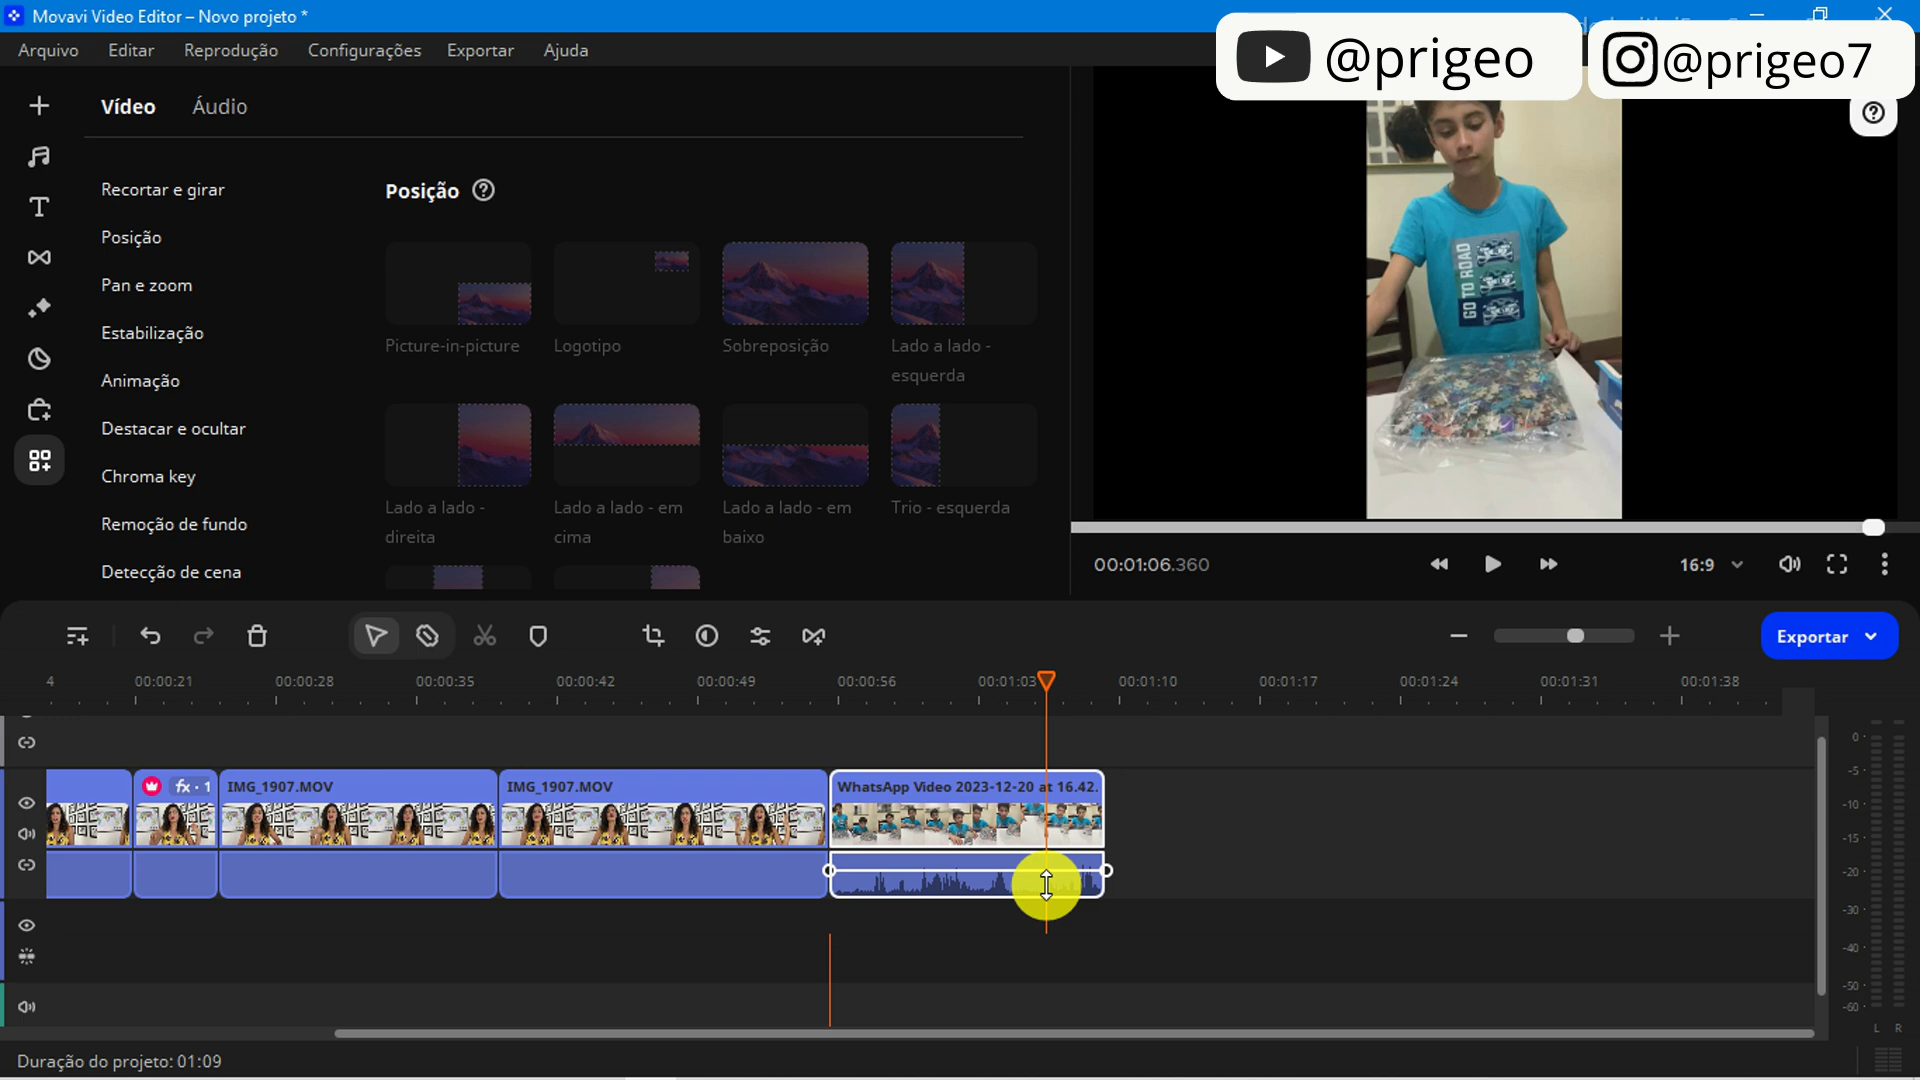 Movavi Video Editor – Novo projeto *
Arquivo Editar Reprodução Configurações Exportar Ajuda
@prigeo @prigeo7
Vídeo Áudio
Recortar e girar
Posição
Pan e zoom
Estabilização
Animação
Destacar e ocultar
Chroma key
Remoção de fundo
Detecção de cena
Posição
Picture-in-picture
Logotipo
Sobreposição
Lado a lado -
esquerda
Lado a lado -
direita
Lado a lado - em
cima
Lado a lado - em
baixo
Trio - esquerda
GO TO ROAD
00:01:06.360
16:9
Exportar
4 00:00:21 00:00:28 00:00:35 00:00:42 00:00:49 00:00:56 00:01:03 00:01:10 00:01:17 00:01:24 00:01:31 00:01:38
fx · 1 IMG_1907.MOV IMG_1907.MOV WhatsApp Video 2023-12-20 at 16.42.
0
-5
-10
-15
-20
-30
-40
-50
-60
L R
Duração do projeto: 01:09